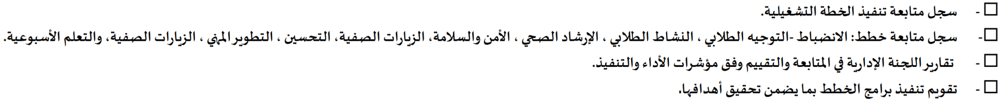 ☐ - سجل متابعة تنفيذ الخطة التشغيلية.
☐- سجل متابعة خطط: الانضباط -التوجيه الطلابي ، النشاط الطلابي ، الإرشاد الصحي ، الأمن والسلامة، الزيارات الصفية، التحسين ، التطوير المهني ، الزيارات الصفية، والتعلم الأسبوعية.
☐ - تقارير اللجنة الإدارية في المتابعة والتقييم وفق مؤشرات الأداء والتنفيذ.
☐ - تقويم تنفيذ برامج الخطط بما يضمن تحقيق أهدافها.